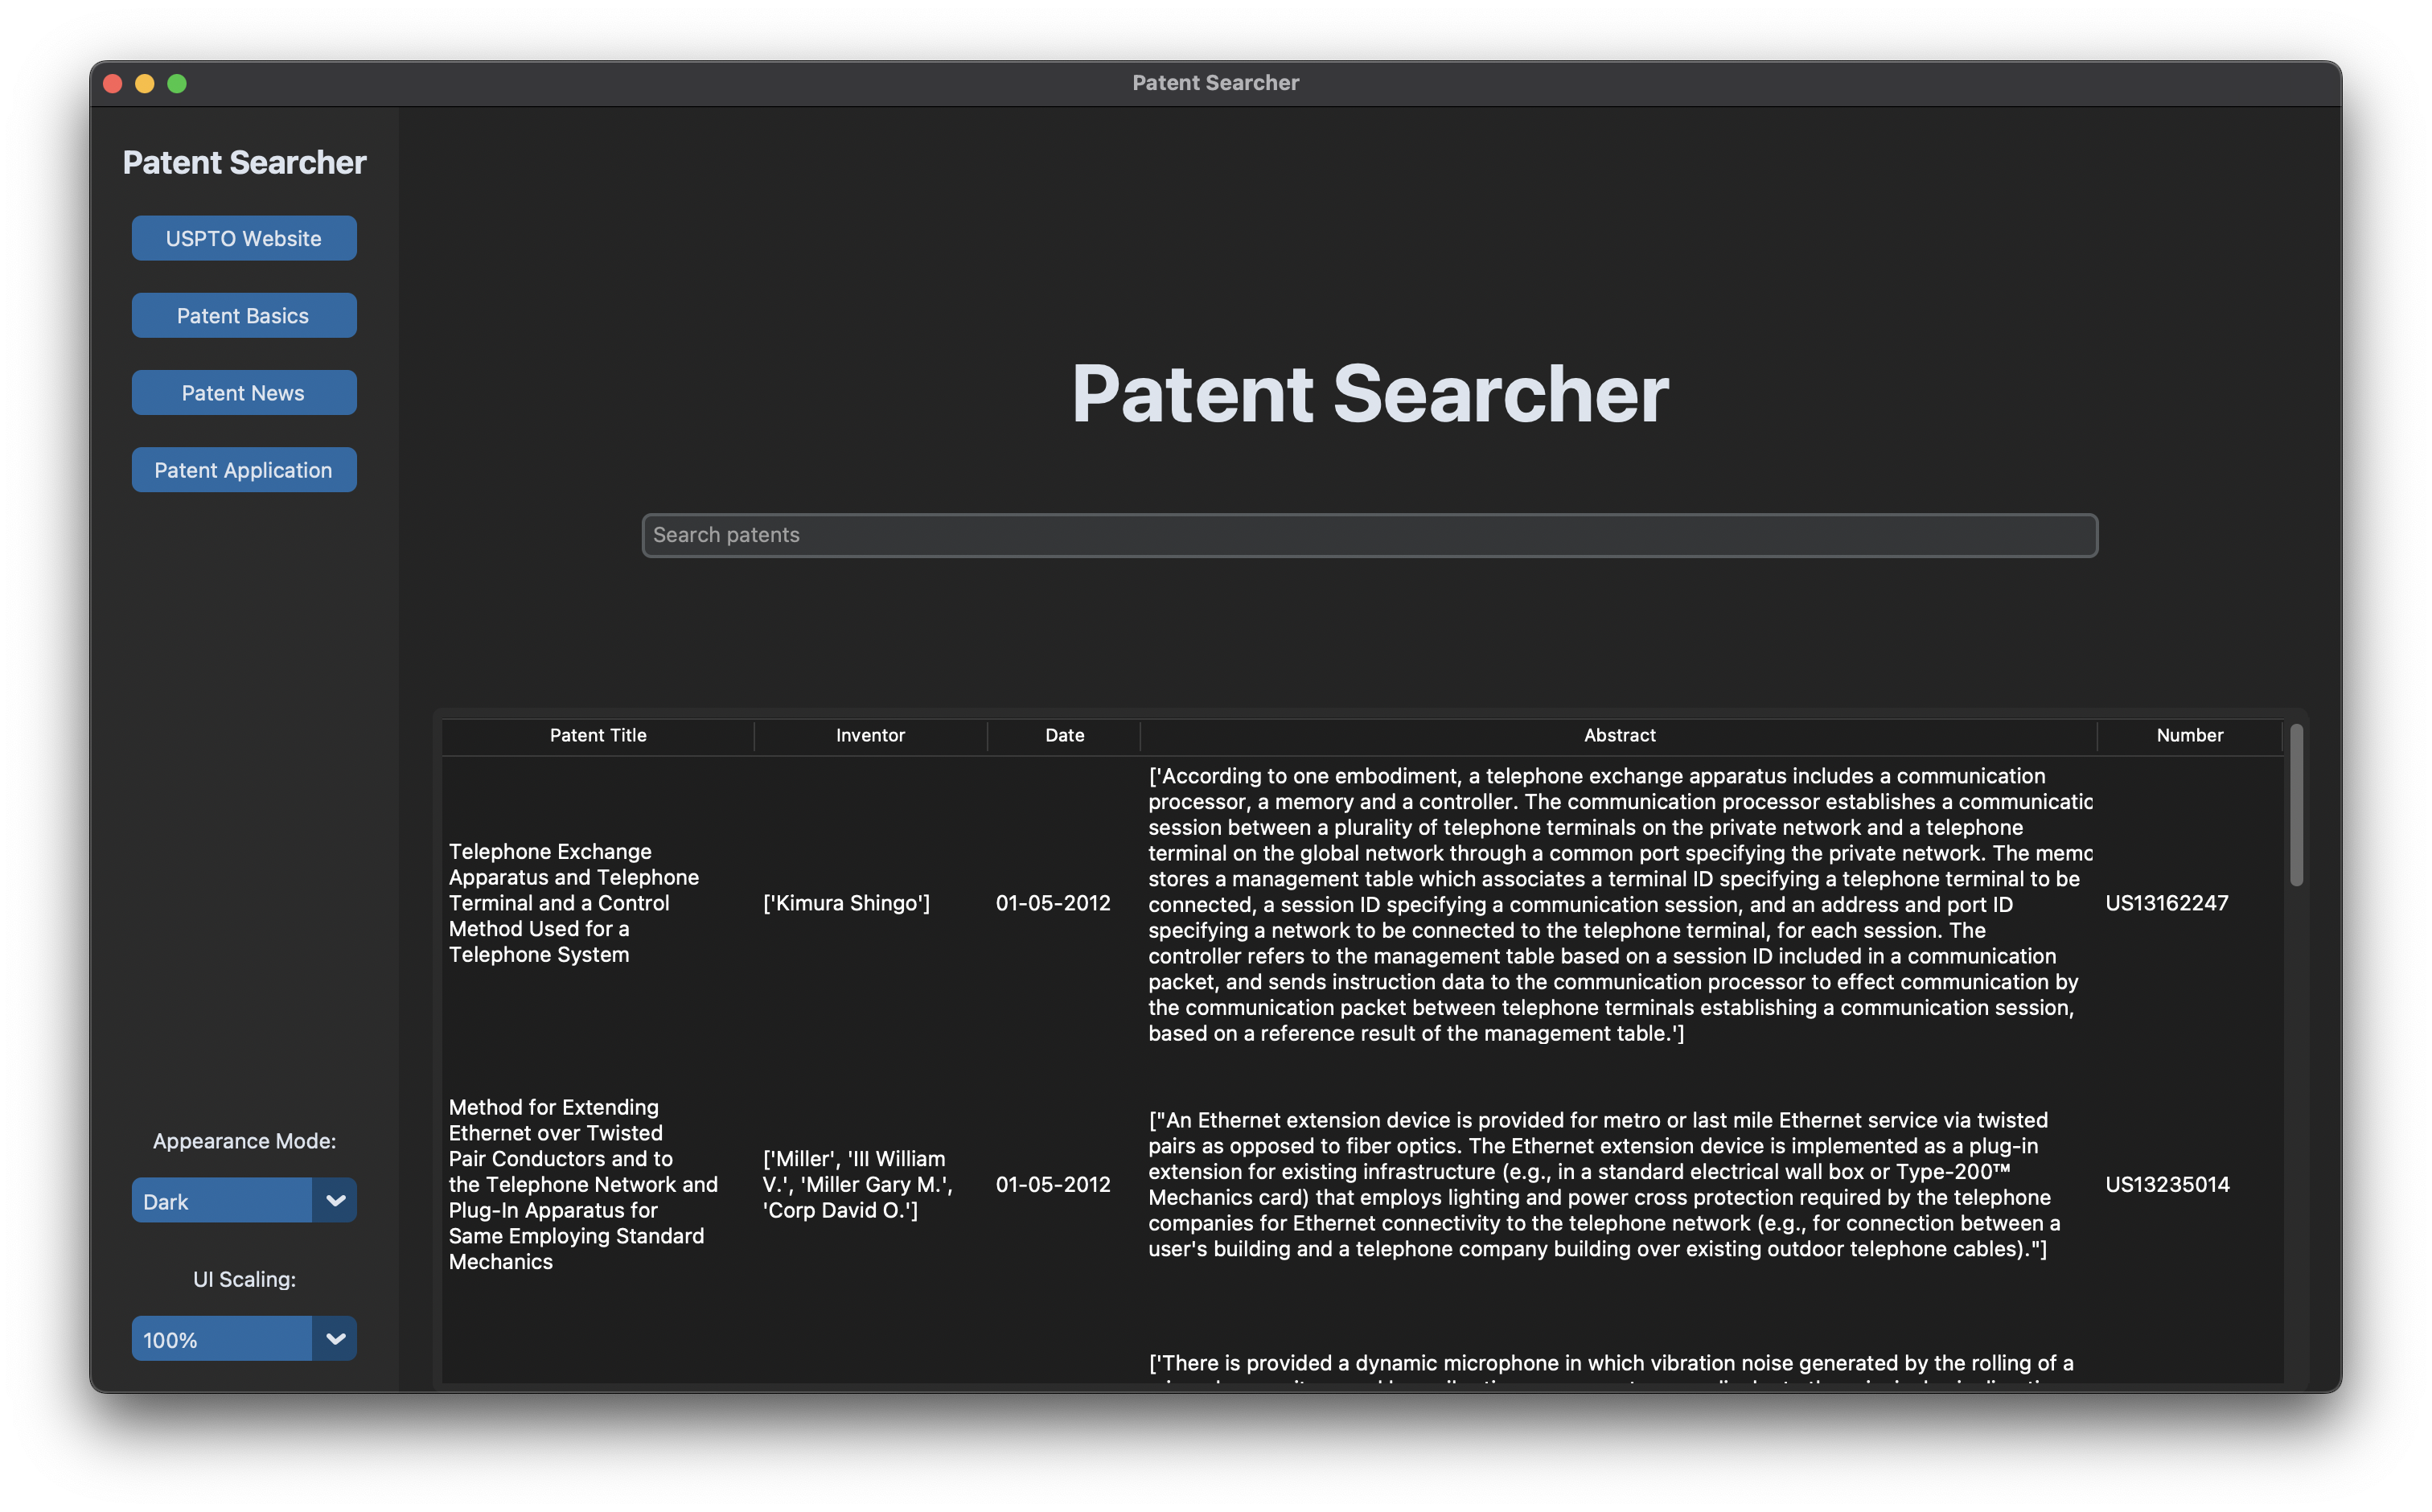 Patent Searcher
Patent Searcher
USPTO Website
Patent Basics
Patent News
Patent Application
Appearance Mode:
Dark
UI Scaling:
100%
Patent Searcher
Search patents
Patent Title Inventor Date Abstract Number
Telephone Exchange
Apparatus and Telephone
Terminal and a Control
Method Used for a
Telephone System
['Kimura Shingo']
01-05-2012
['According to one embodiment, a telephone exchange apparatus includes a communication
processor, a memory and a controller. The communication processor establishes a communicatio
session between a plurality of telephone terminals on the private network and a telephone
terminal on the global network through a common port specifying the private network. The memo
stores a management table which associates a terminal ID specifying a telephone terminal to be
connected, a session ID specifying a communication session, and an address and port ID
specifying a network to be connected to the telephone terminal, for each session. The
controller refers to the management table based on a session ID included in a communication
packet, and sends instruction data to the communication processor to effect communication by
the communication packet between telephone terminals establishing a communication session,
based on a reference result of the management table.']
US13162247
Method for Extending
Ethernet over Twisted
Pair Conductors and to
the Telephone Network and
Plug-In Apparatus for
Same Employing Standard
Mechanics
['Miller', 'III William
V.', 'Miller Gary M.',
'Corp David O.']
01-05-2012
["An Ethernet extension device is provided for metro or last mile Ethernet service via twisted
pairs as opposed to fiber optics. The Ethernet extension device is implemented as a plug-in
extension for existing infrastructure (e.g., in a standard electrical wall box or Type-200™
Mechanics card) that employs lighting and power cross protection required by the telephone
companies for Ethernet connectivity to the telephone network (e.g., for connection between a
user's building and a telephone company building over existing outdoor telephone cables)."]
US13235014
['There is provided a dynamic microphone in which vibration noise generated by the rolling of a